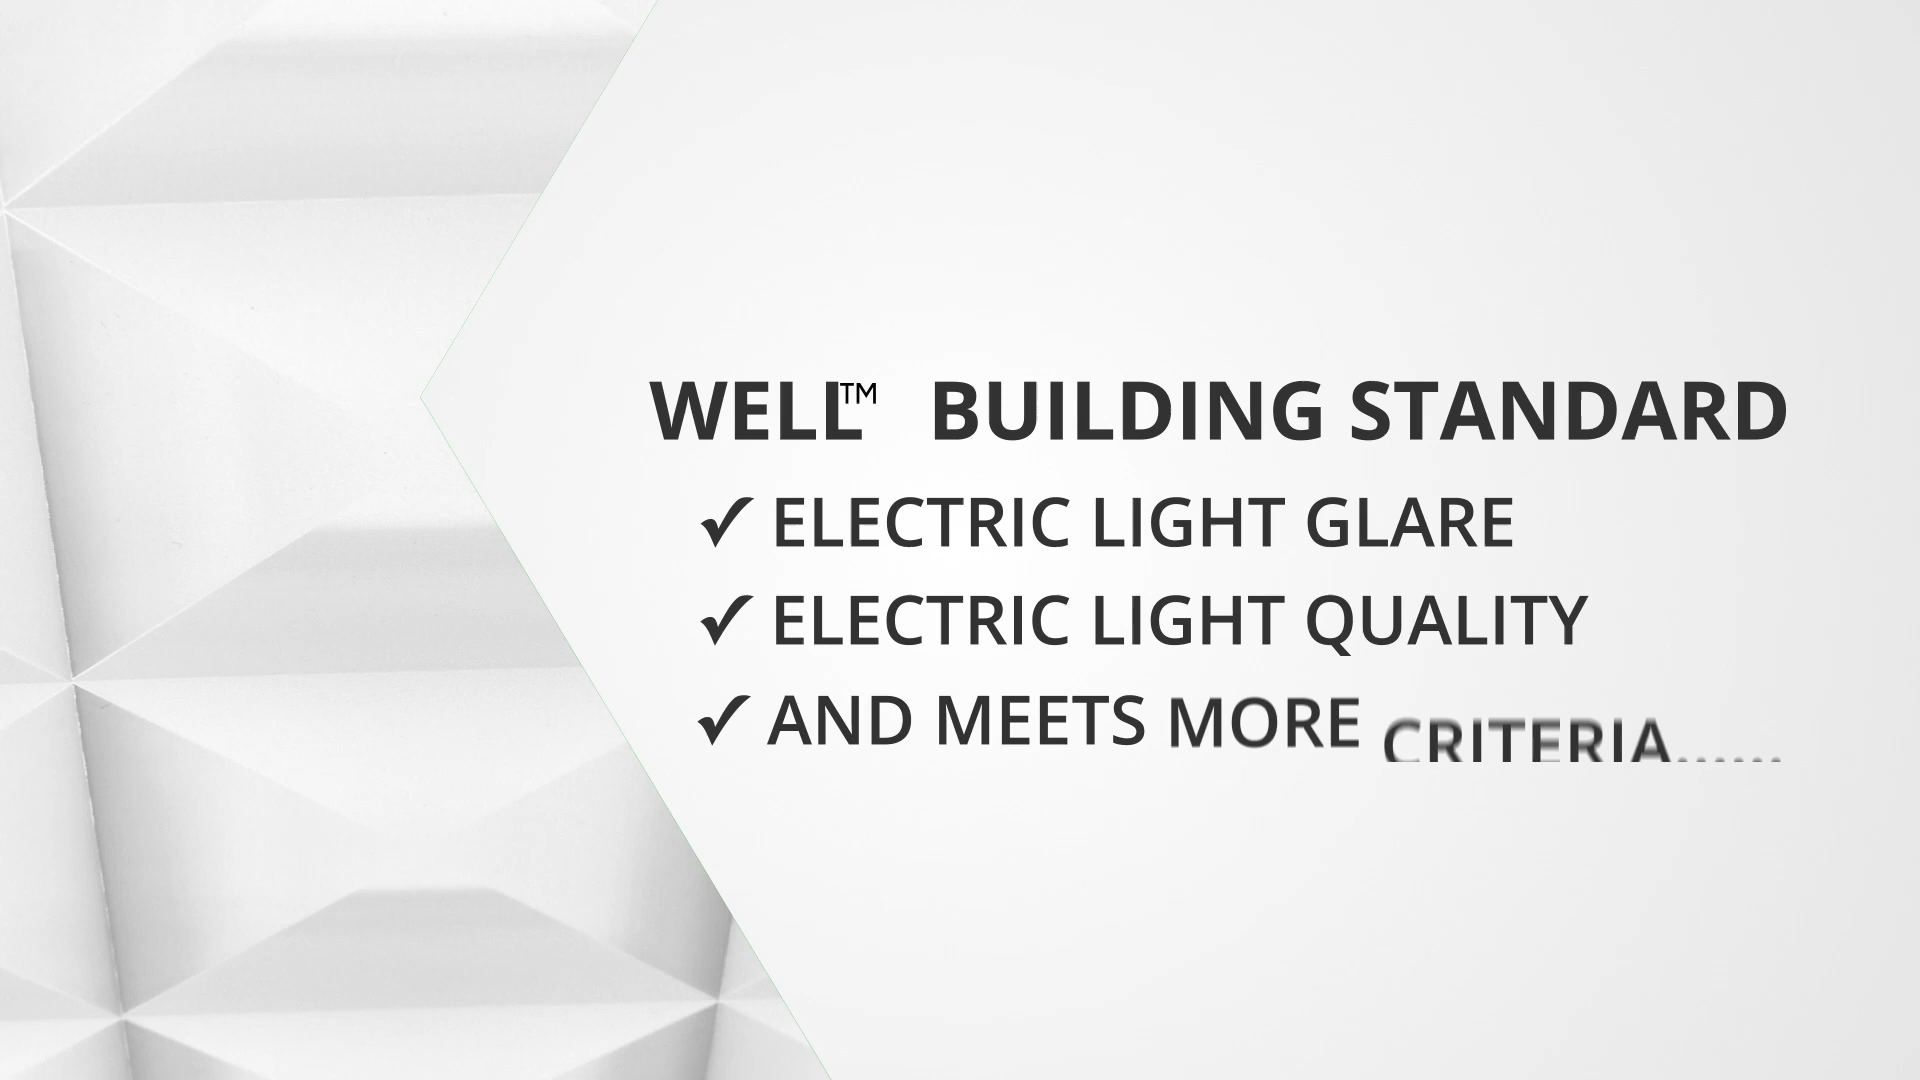 WELL™ BUILDING STANDARD
✓ ELECTRIC LIGHT GLARE
✓ ELECTRIC LIGHT QUALITY
✓ AND MEETS MORE CRITERIA......